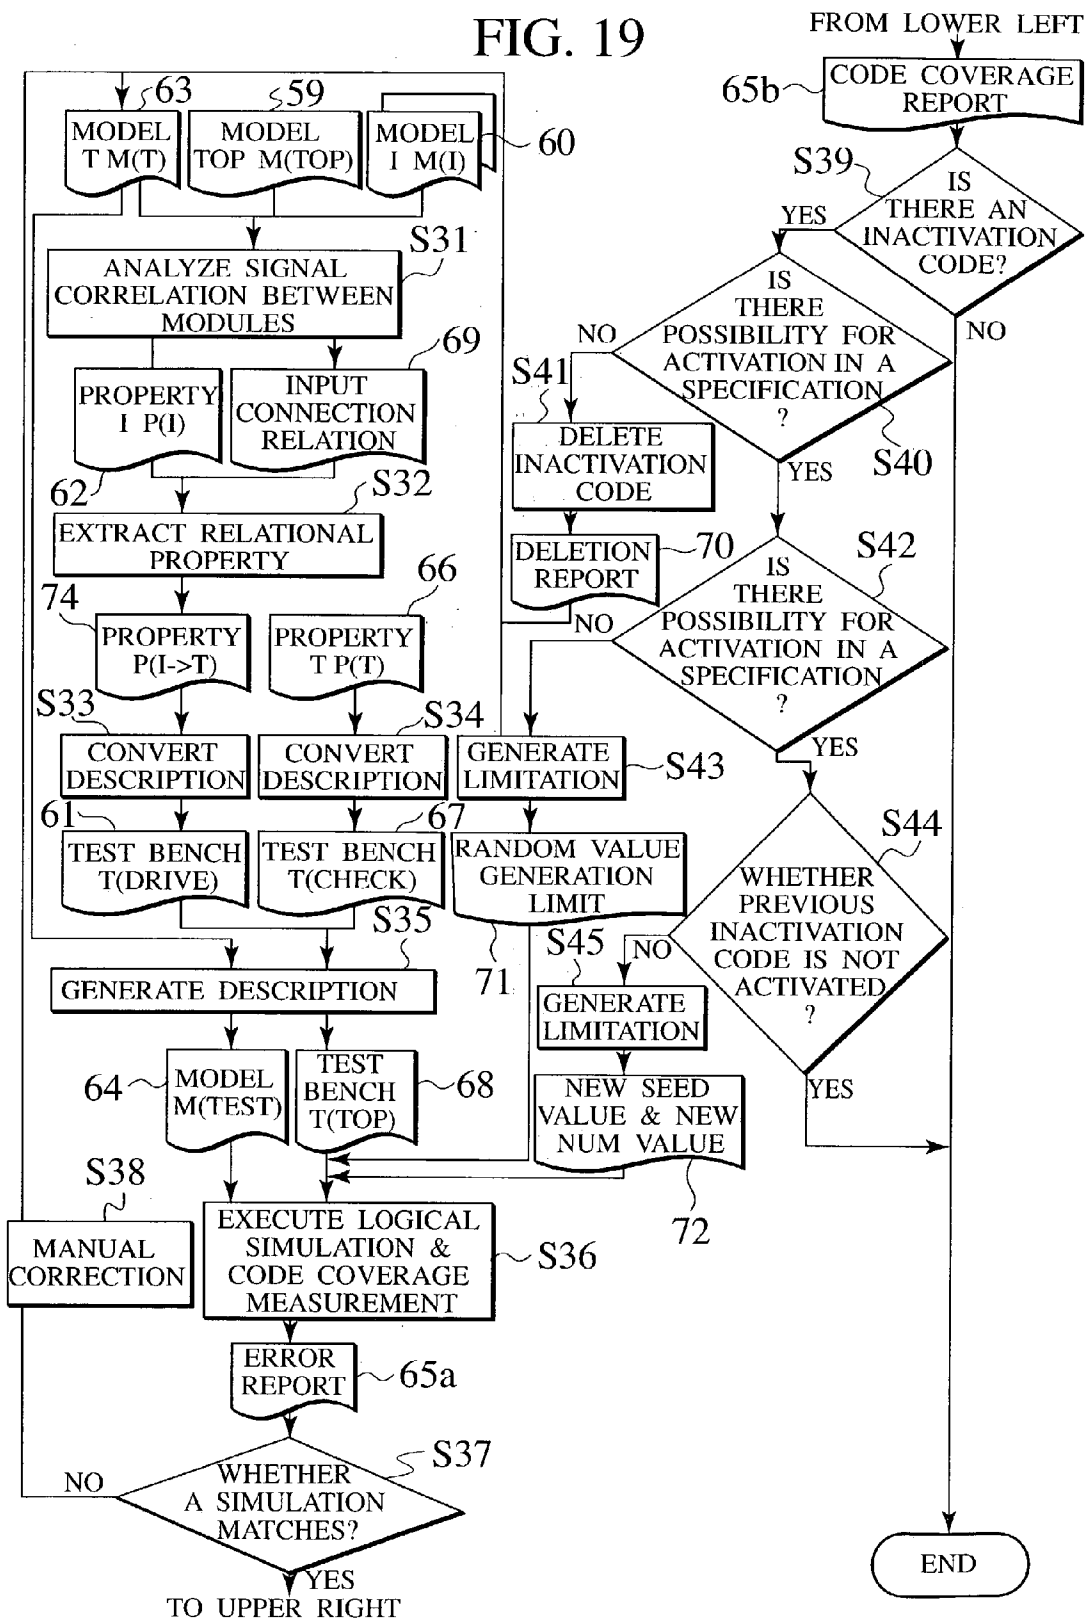 FIG. 19
63
59
MODEL
T M(T)
MODEL
TOP M(TOP)
MODEL
I M(I)
60
S31
ANALYZE SIGNAL
CORRELATION BETWEEN
MODULES
69
PROPERTY
I P(I)
INPUT
CONNECTION
RELATION
62
S32
EXTRACT RELATIONAL
PROPERTY
74
66
PROPERTY
P(I->T)
PROPERTY
T P(T)
S33
S34
CONVERT
DESCRIPTION
CONVERT
DESCRIPTION
61
67
TEST BENCH
T(DRIVE)
TEST BENCH
T(CHECK)
S35
GENERATE DESCRIPTION
64
MODEL
M(TEST)
TEST
BENCH
T(TOP)
68
S38
MANUAL
CORRECTION
EXECUTE LOGICAL
SIMULATION &
CODE COVERAGE
MEASUREMENT
S36
ERROR
REPORT
65a
S37
NO
WHETHER
A SIMULATION
MATCHES?
YES
TO UPPER RIGHT
FROM LOWER LEFT
65b
CODE COVERAGE
REPORT
S39
IS
THERE AN
INACTIVATION
CODE?
YES
NO
IS
THERE
POSSIBILITY FOR
ACTIVATION IN A
SPECIFICATION
?
NO
S40
YES
S41
DELETE
INACTIVATION
CODE
DELETION
REPORT
70
S42
IS
THERE
POSSIBILITY FOR
ACTIVATION IN A
SPECIFICATION
?
NO
YES
GENERATE
LIMITATION
S43
RANDOM VALUE
GENERATION
LIMIT
71
S44
WHETHER
PREVIOUS
INACTIVATION
CODE IS NOT
ACTIVATED
?
NO
YES
S45
GENERATE
LIMITATION
NEW SEED
VALUE & NEW
NUM VALUE
72
END